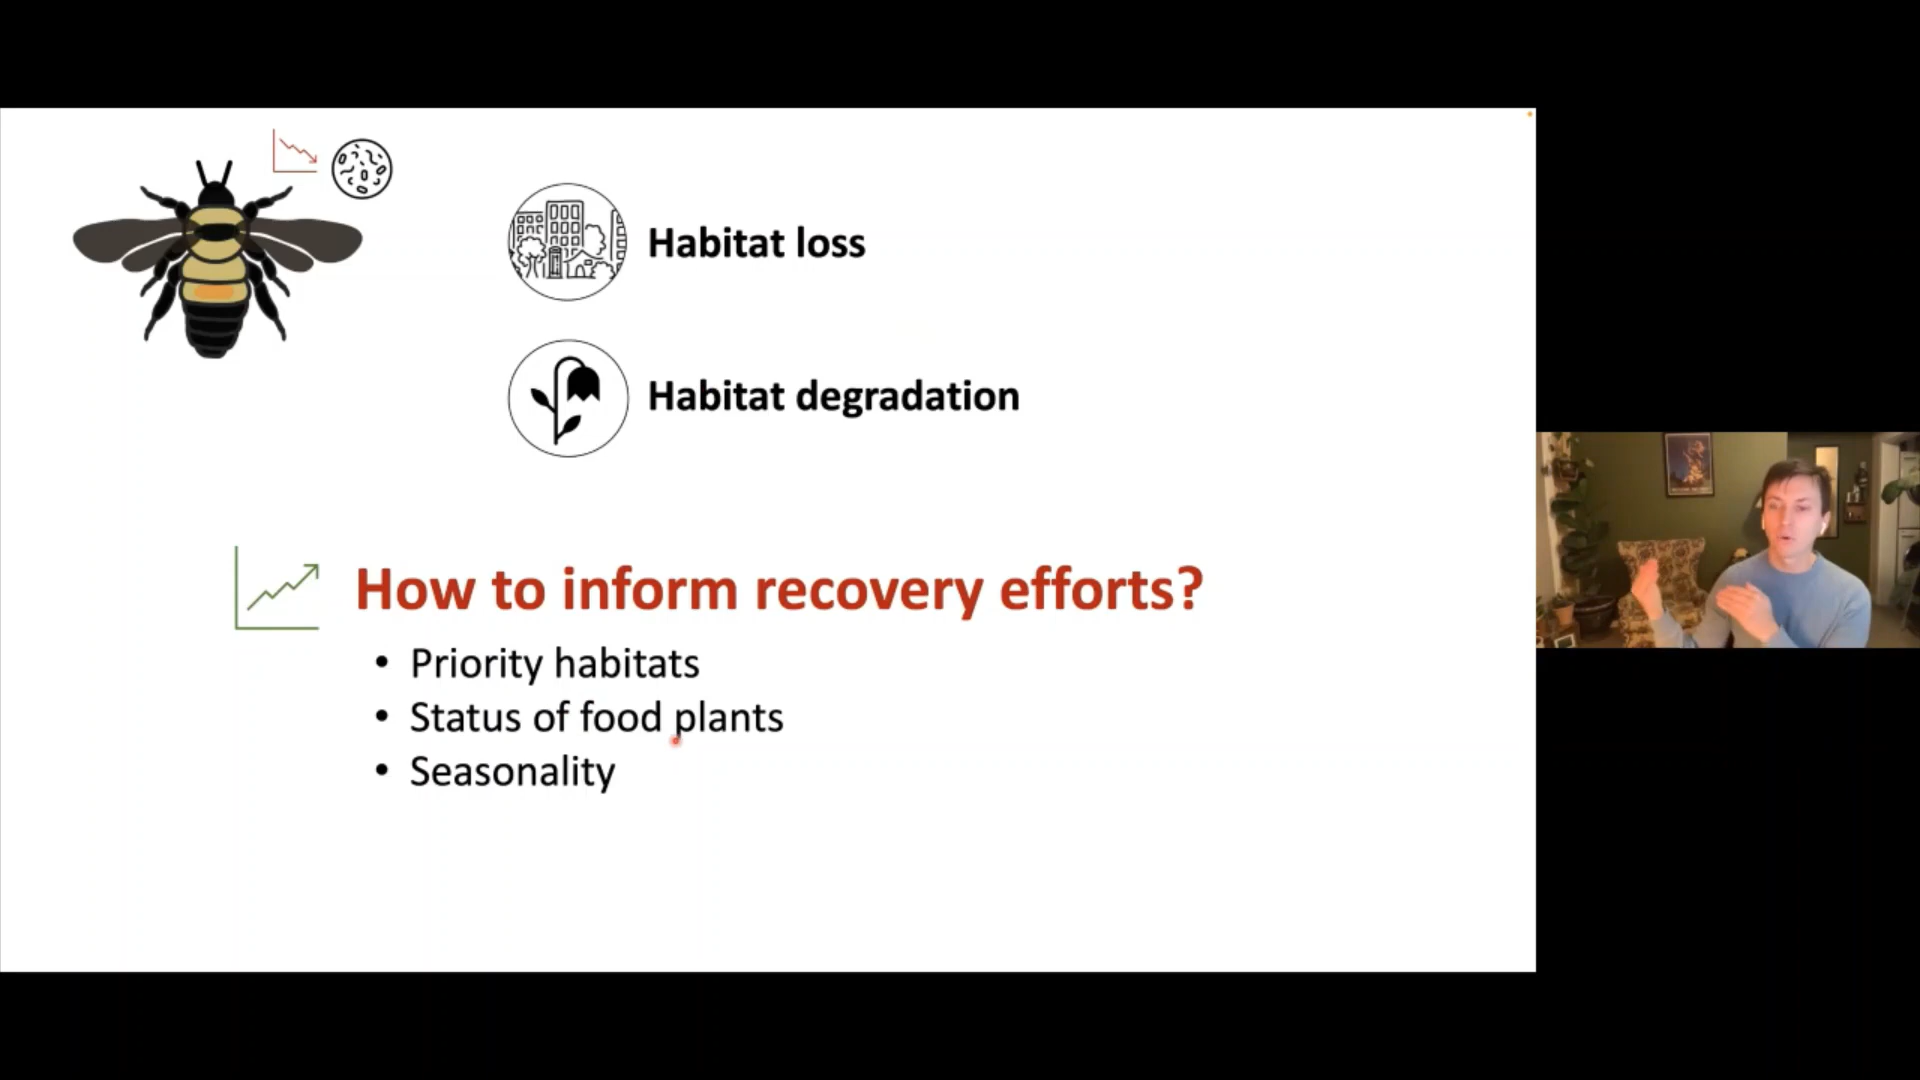 Habitat loss
Habitat degradation
How to inform recovery efforts?
• Priority habitats
• Status of food plants
• Seasonality